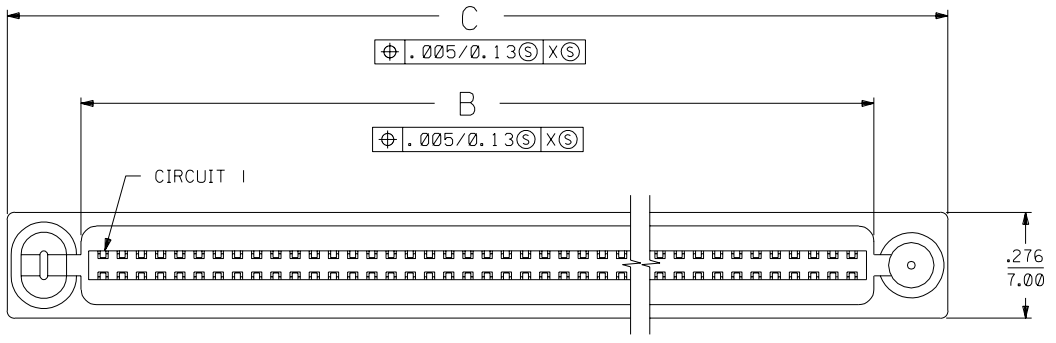 C
⌖ .005/0.13Ⓢ XⓈ
B
⌖ .005/0.13Ⓢ XⓈ
CIRCUIT 1
.276
7.00